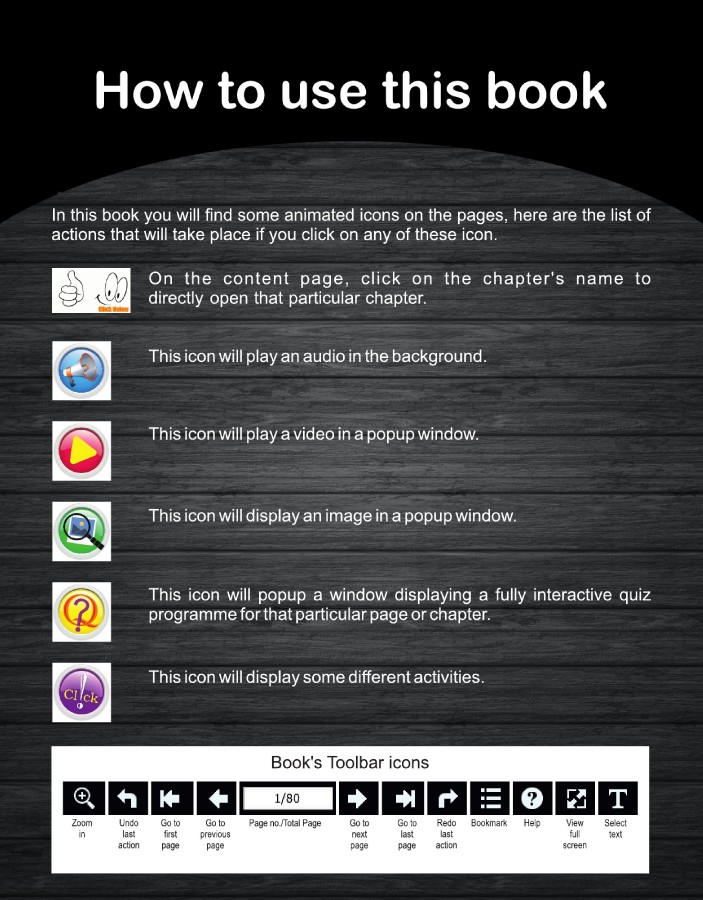 How to use this book
In this book you will find some animated icons on the pages, here are the list of
actions that will take place if you click on any of these icon.
On the content page, click on the chapter's name to
directly open that particular chapter.
Click Below
This icon will play an audio in the background.
This icon will play a video in a popup window.
This icon will display an image in a popup window.
This icon will popup a window displaying a fully interactive quiz
programme for that particular page or chapter.
Q?
This icon will display some different activities.
Cl!ck
Book's Toolbar icons
1/80
?
T
Zoom
in
Undo
last
action
Go to
first
page
Go to
previous
page
Page no./Total Page
Go to
next
page
Go to
last
page
Redo
last
action
Bookmark
Help
View
full
screen
Select
text